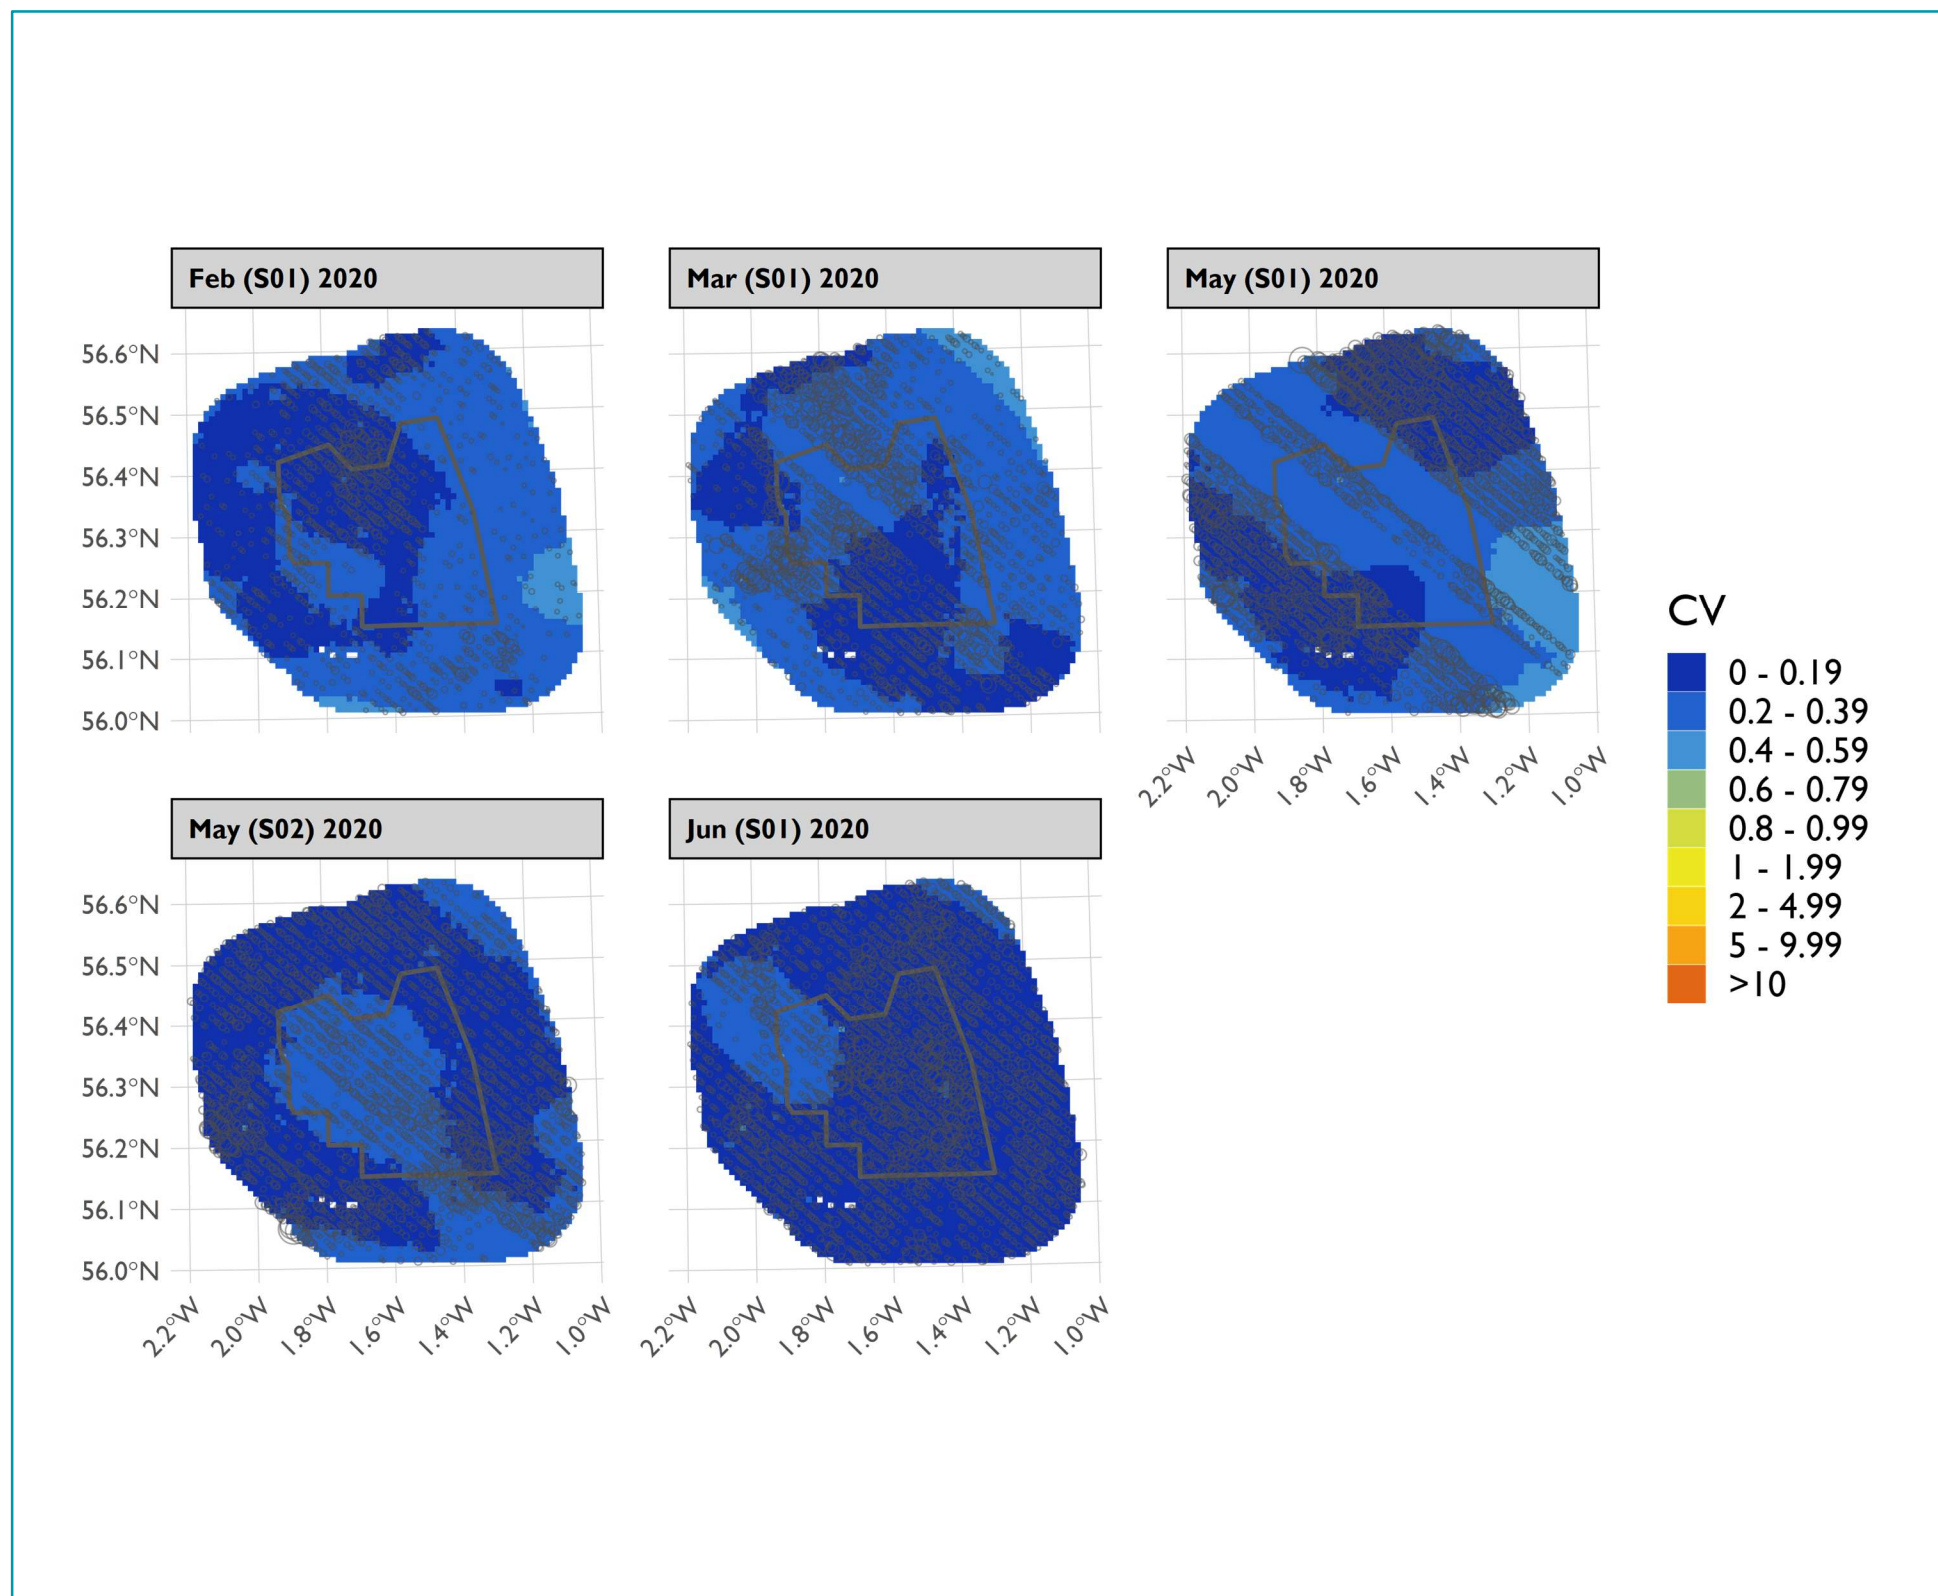 Feb (S01) 2020
Mar (S01) 2020
May (S01) 2020
56.6°N
56.5°N
56.4°N
56.3°N
56.2°N
56.1°N
56.0°N
2.2°W 2.0°W 1.8°W 1.6°W 1.4°W 1.2°W 1.0°W
May (S02) 2020
Jun (S01) 2020
56.6°N
56.5°N
56.4°N
56.3°N
56.2°N
56.1°N
56.0°N
2.2°W 2.0°W 1.8°W 1.6°W 1.4°W 1.2°W 1.0°W
2.2°W 2.0°W 1.8°W 1.6°W 1.4°W 1.2°W 1.0°W
CV
0 - 0.19
0.2 - 0.39
0.4 - 0.59
0.6 - 0.79
0.8 - 0.99
1 - 1.99
2 - 4.99
5 - 9.99
>10